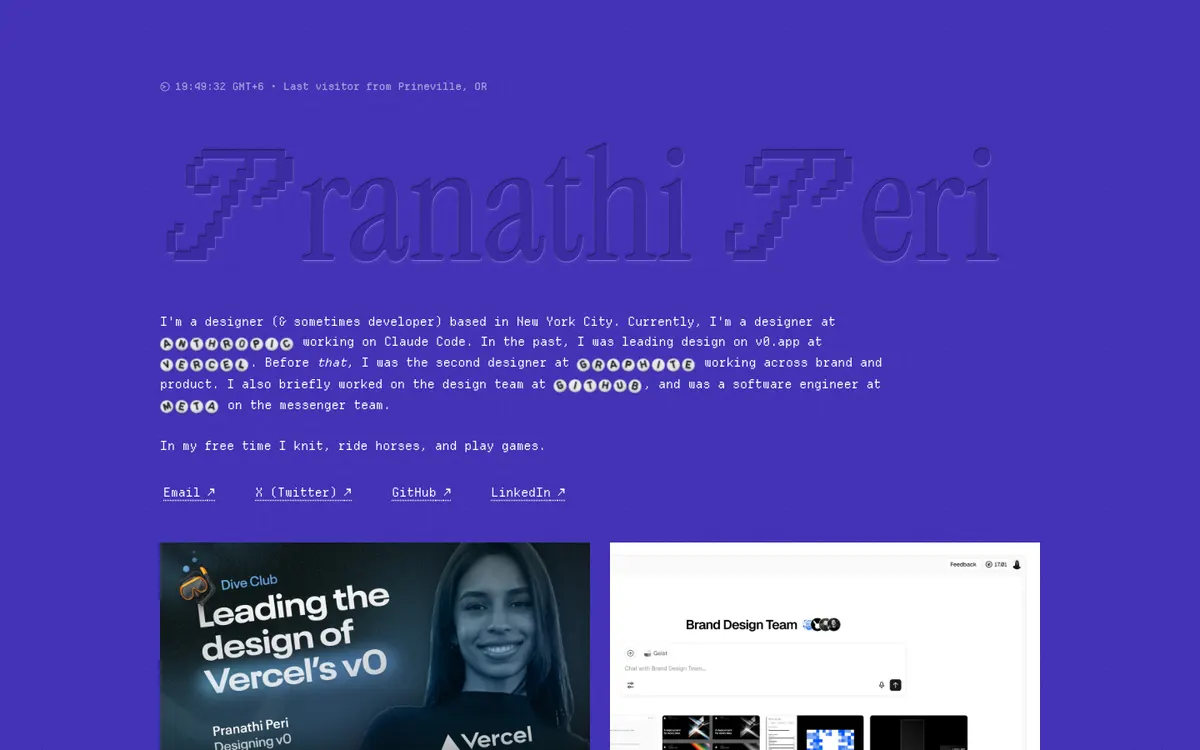 19:49:32 GMT+6 • Last visitor from Prineville, OR
Pranathi Peri
I'm a designer (& sometimes developer) based in New York City. Currently, I'm a designer at
ANTHROPIC working on Claude Code. In the past, I was leading design on v0.app at
VERCEL. Before that, I was the second designer at GRAPHITE working across brand and
product. I also briefly worked on the design team at GITHUB, and was a software engineer at
META on the messenger team.
In my free time I knit, ride horses, and play games.
Email ↗ X (Twitter) ↗ GitHub ↗ LinkedIn ↗
Dive Club
Leading the
design of
Vercel's v0
Pranathi Peri
Designing v0
Vercel
Feedback 17.01
Brand Design Team
Geist
Chat with Brand Design Team...